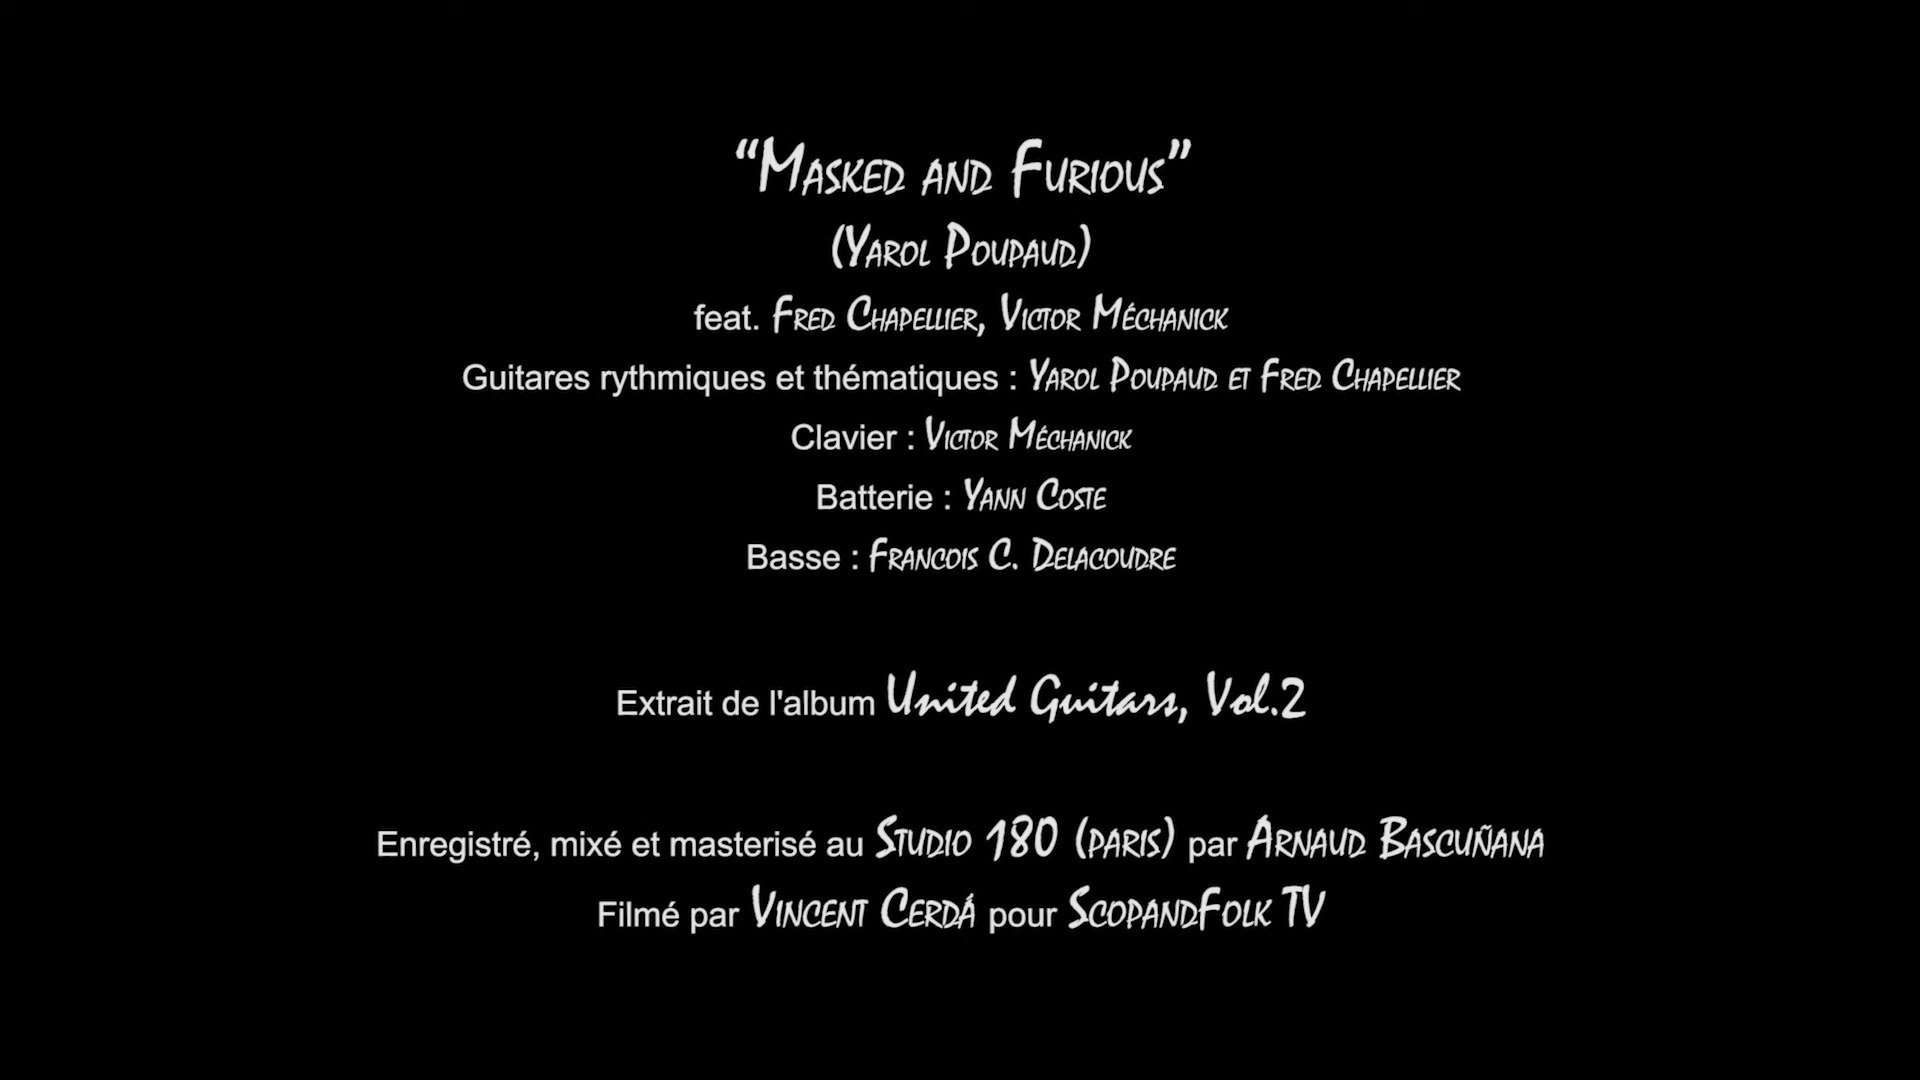 “Masked and Furious”
(Yarol Poupaud)
feat. Fred Chapellier, Victor Méchanick
Guitares rythmiques et thématiques : Yarol Poupaud et Fred Chapellier
Clavier : Victor Méchanick
Batterie : Yann Coste
Basse : Francois C. Delacoudre
Extrait de l'album United Guitars, Vol.2
Enregistré, mixé et masterisé au Studio 180 (paris) par Arnaud Bascuñana
Filmé par Vincent Cerdá pour ScopandFolk TV